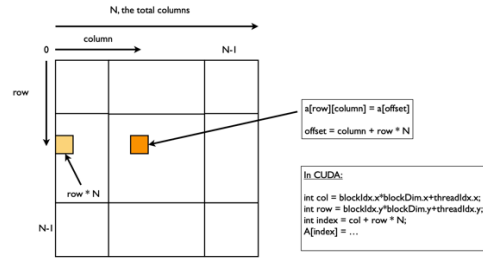 N, the total columns
column
0
N-1
row
a[row][column] = a[offset]
offset = column + row * N
row * N
In CUDA:
int col = blockIdx.x*blockDim.x+threadIdx.x;
int row = blockIdx.y*blockDim.y+threadIdx.y;
int index = col + row * N;
A[index] = …
N-1